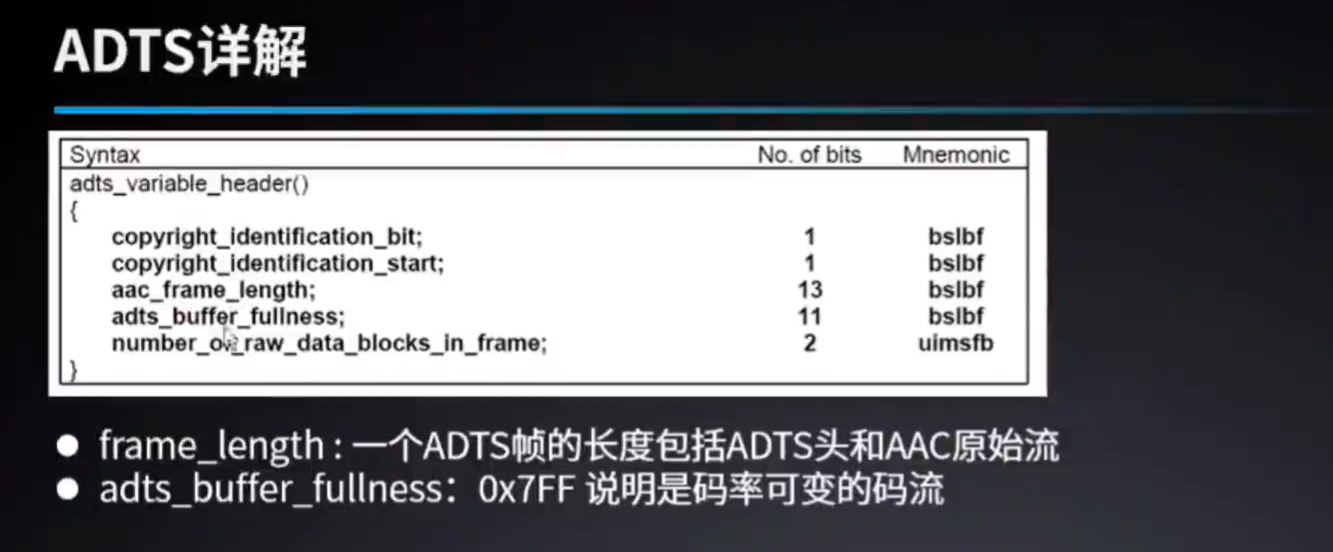 ADTS详解
Syntax No. of bits Mnemonic
adts_variable_header()
{
copyright_identification_bit; 1 bslbf
copyright_identification_start; 1 bslbf
aac_frame_length; 13 bslbf
adts_buffer_fullness; 11 bslbf
number_of_raw_data_blocks_in_frame; 2 uimsfb
}
● frame_length : 一个ADTS帧的长度包括ADTS头和AAC原始流
● adts_buffer_fullness：0x7FF 说明是码率可变的码流